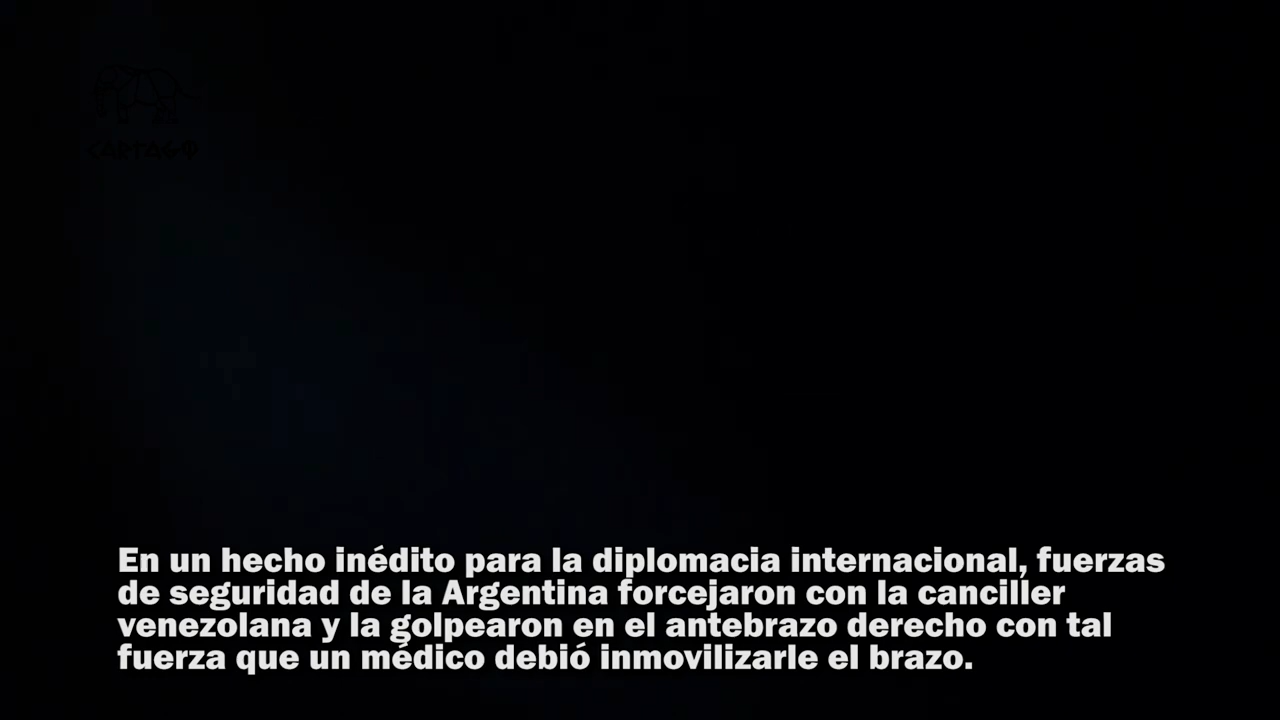 CARTAGO
En un hecho inédito para la diplomacia internacional, fuerzas
de seguridad de la Argentina forcejaron con la canciller
venezolana y la golpearon en el antebrazo derecho con tal
fuerza que un médico debió inmovilizarle el brazo.